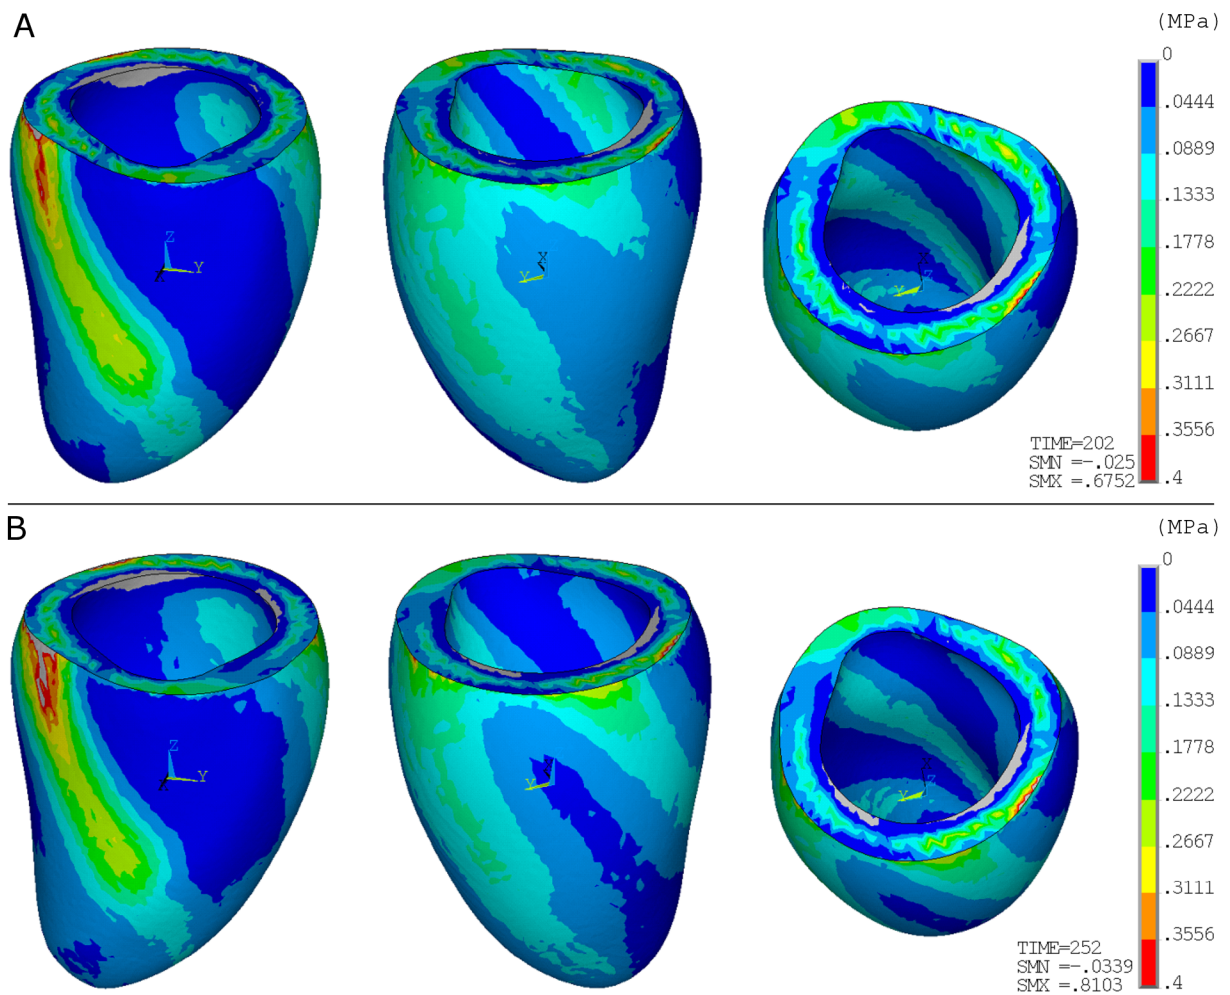 A
(MPa)
0
.0444
.0889
.1333
.1778
.2222
.2667
.3111
.3556
.4
Z
Y
X
Y
X
Z
Y
TIME=202
SMN =-.025
SMX =.6752
B
(MPa)
0
.0444
.0889
.1333
.1778
.2222
.2667
.3111
.3556
.4
Z
Y
X
Y
X
Z
Y
TIME=252
SMN =-.0339
SMX =.8103